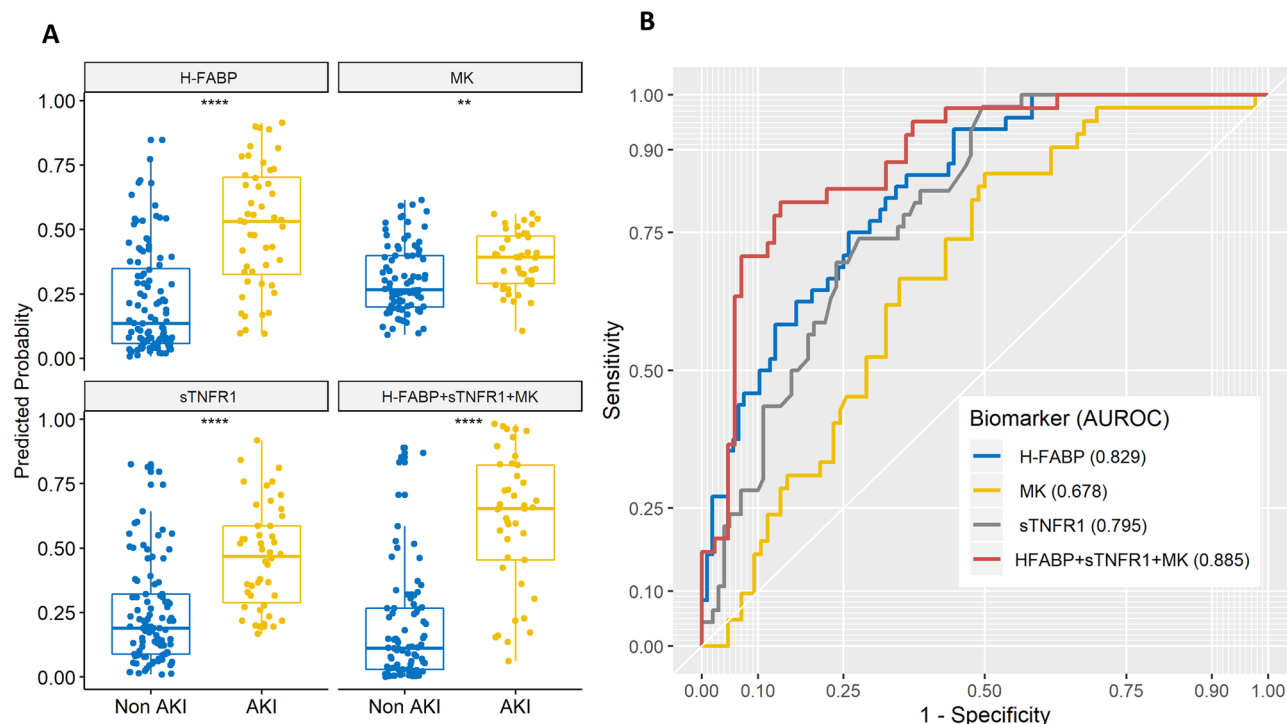 A
H-FABP
MK
****
**
1.00
0.75
0.50
0.25
0.00
sTNFR1
H-FABP+sTNFR1+MK
****
****
1.00
0.75
0.50
0.25
0.00
Predicted Probablity
Non AKI
AKI
Non AKI
AKI
B
1.00
0.90
0.75
0.50
0.25
0.10
0.00
Sensitivity
Biomarker (AUROC)
H-FABP (0.829)
MK (0.678)
sTNFR1 (0.795)
HFABP+sTNFR1+MK (0.885)
0.00
0.10
0.25
0.50
0.75
0.90
1.00
1 - Specificity